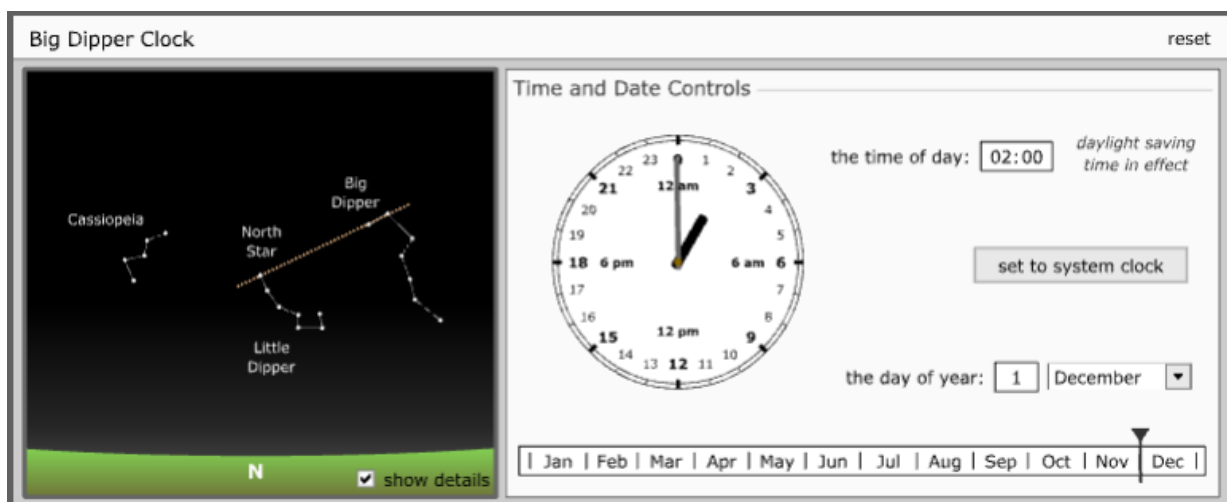 Big Dipper Clock
reset
Cassiopeia
Big
Dipper
North
Star
Little
Dipper
N
show details
Time and Date Controls
0
1
2
3
4
5
6
7
8
9
10
11
12
13
14
15
16
17
18
19
20
21
22
23
12 am
6 am
12 pm
6 pm
the time of day: 02:00
daylight saving
time in effect
set to system clock
the day of year: 1 December
| Jan | Feb | Mar | Apr | May | Jun | Jul | Aug | Sep | Oct | Nov | Dec |